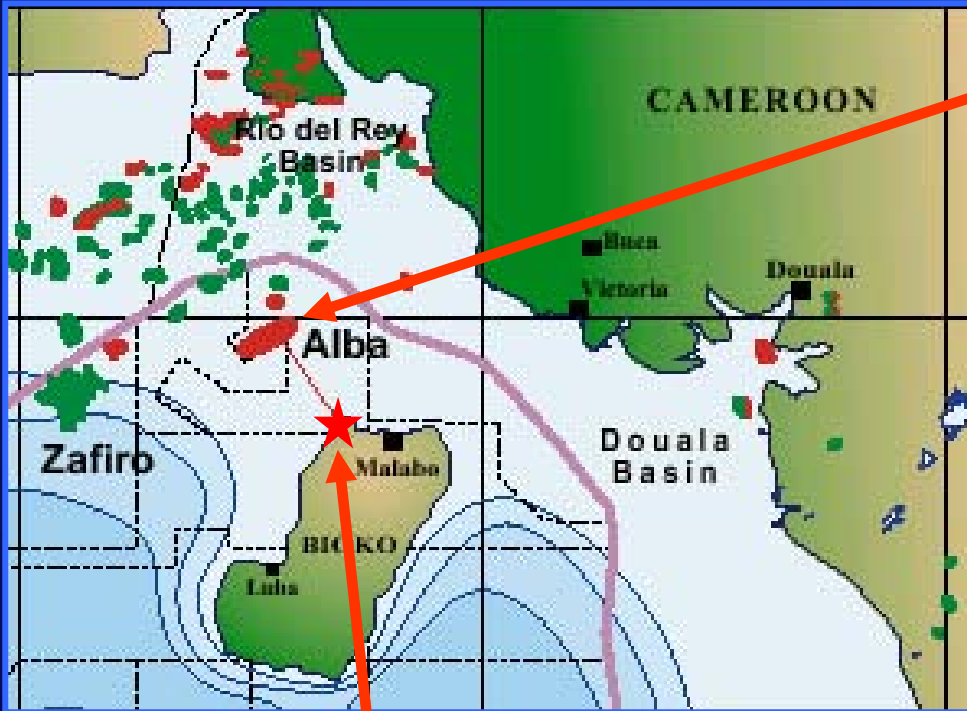 CAMEROON
Rio del Rey
Basin
Buea
Douala
Victoria
Alba
Zafiro
Douala
Basin
Malabo
BIOKO
Luba